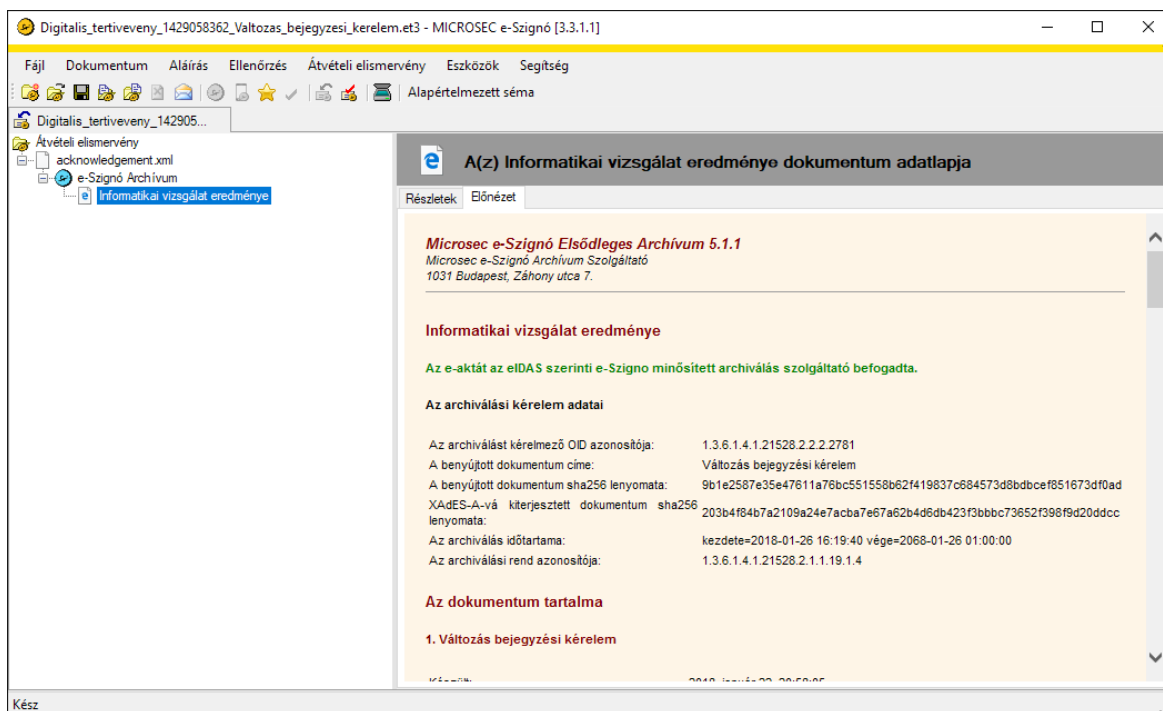 Digitalis_tertiveveny_1429058362_Valtozas_bejegyzesi_kerelem.et3 - MICROSEC e-Szignó [3.3.1.1]
Fájl Dokumentum Aláírás Ellenőrzés Átvételi elismervény Eszközök Segítség
Alapértelmezett séma
Digitalis_tertiveveny_142905...
Átvételi elismervény
acknowledgement.xml
e-Szignó Archívum
Informatikai vizsgálat eredménye
A(z) Informatikai vizsgálat eredménye dokumentum adatlapja
Részletek Előnézet
Microsec e-Szignó Elsődleges Archívum 5.1.1
Microsec e-Szignó Archívum Szolgáltató
1031 Budapest, Záhony utca 7.
Informatikai vizsgálat eredménye
Az e-aktát az eIDAS szerinti e-Szigno minősített archiválás szolgáltató befogadta.
Az archiválási kérelem adatai
Az archiválást kérelmező OID azonosítója: 1.3.6.1.4.1.21528.2.2.2.2781
A benyújtott dokumentum címe: Változás bejegyzési kérelem
A benyújtott dokumentum sha256 lenyomata: 9b1e2587e35e47611a76bc551558b62f419837c684573d8bdbcef851673df0ad
XAdES-A-vá kiterjesztett dokumentum sha256
lenyomata: 203b4f84b7a2109a24e7acba7e67a62b4d6db423f3bbbc73652f398f9d20ddcc
Az archiválás időtartama: kezdete=2018-01-26 16:19:40 vége=2068-01-26 01:00:00
Az archiválási rend azonosítója: 1.3.6.1.4.1.21528.2.1.1.19.1.4
Az dokumentum tartalma
1. Változás bejegyzési kérelem
Kész